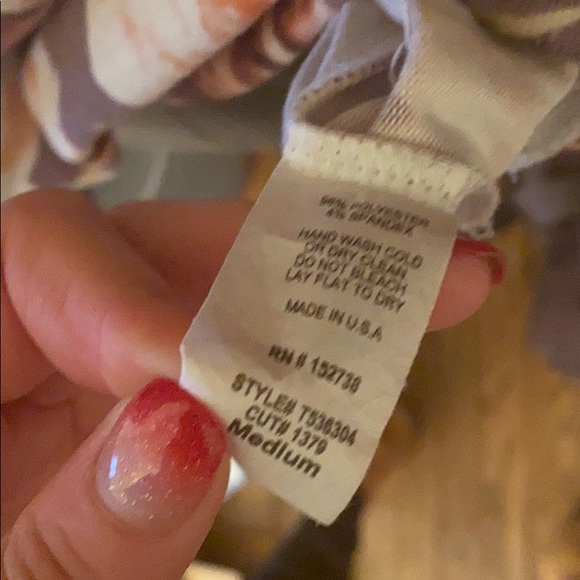 96% POLYESTER
4% SPANDEX
HAND WASH COLD
OR DRY CLEAN
DO NOT BLEACH
LAY FLAT TO DRY
MADE IN U.S.A
RN # 152738
STYLE# T536304
CUT# 1379
Medium